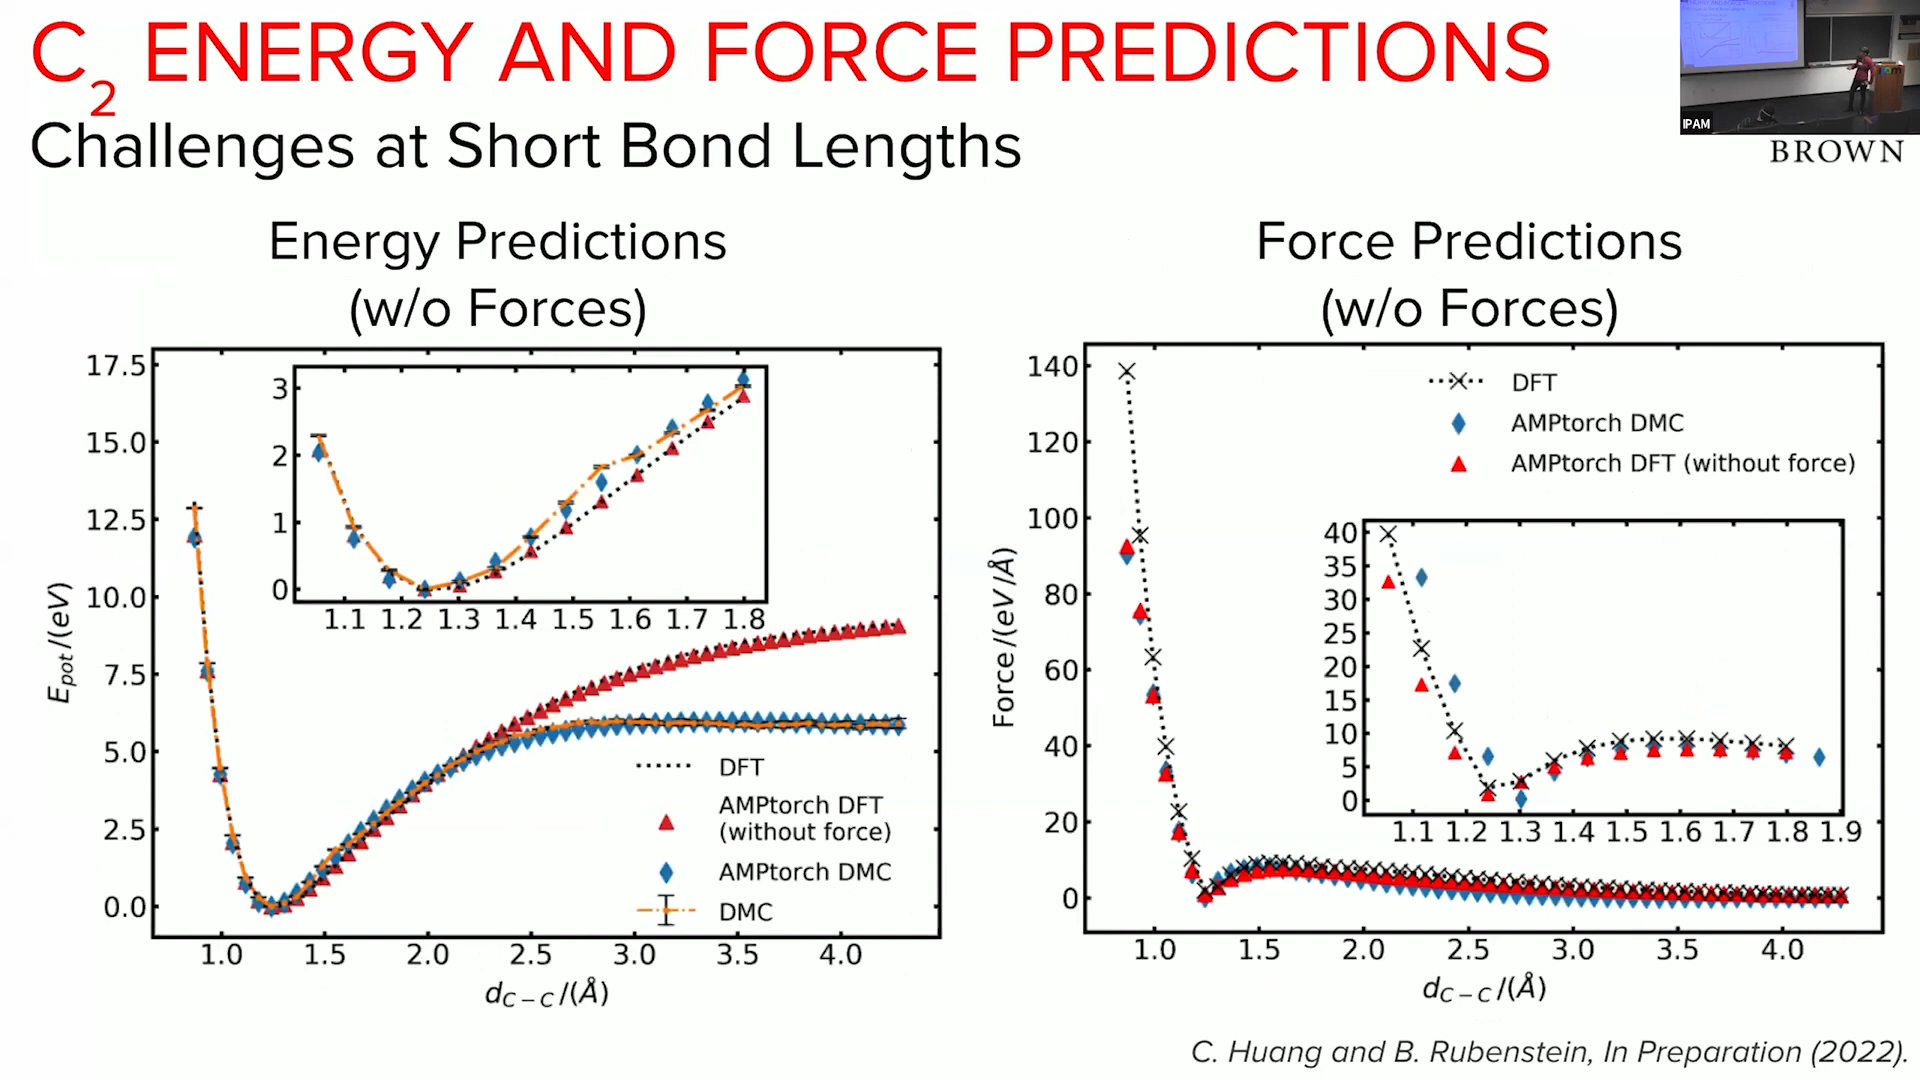 C2 ENERGY AND FORCE PREDICTIONS
Challenges at Short Bond Lengths
IPAM
BROWN
Energy Predictions
(w/o Forces)
17.5
15.0
12.5
10.0
7.5
5.0
2.5
0.0
E_pot/(eV)
3
2
1
0
1.1 1.2 1.3 1.4 1.5 1.6 1.7 1.8
DFT
AMPtorch DFT
(without force)
AMPtorch DMC
DMC
1.0 1.5 2.0 2.5 3.0 3.5 4.0
d_C−C/(Å)
Force Predictions
(w/o Forces)
140
120
100
80
60
40
20
0
Force/(eV/Å)
DFT
AMPtorch DMC
AMPtorch DFT (without force)
40
35
30
25
20
15
10
5
0
1.1 1.2 1.3 1.4 1.5 1.6 1.7 1.8 1.9
1.0 1.5 2.0 2.5 3.0 3.5 4.0
d_C−C/(Å)
C. Huang and B. Rubenstein, In Preparation (2022).